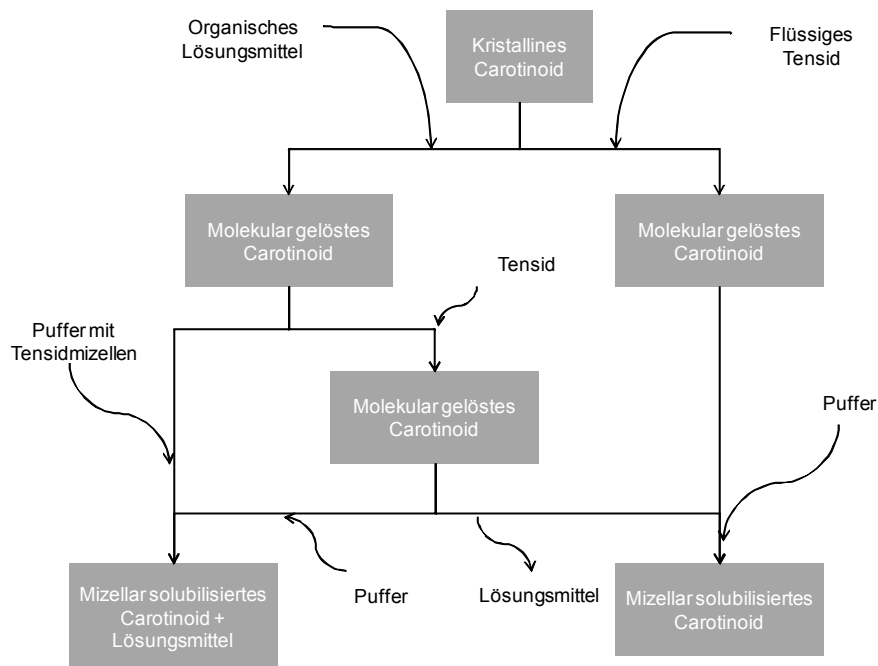 Organisches
Lösungsmittel
Kristallines
Carotinoid
Flüssiges
Tensid
Molekular gelöstes
Carotinoid
Molekular gelöstes
Carotinoid
Tensid
Puffer mit
Tensidmizellen
Molekular gelöstes
Carotinoid
Puffer
Mizellar solubilisiertes
Carotinoid +
Lösungsmittel
Puffer
Lösungsmittel
Mizellar solubilisiertes
Carotinoid